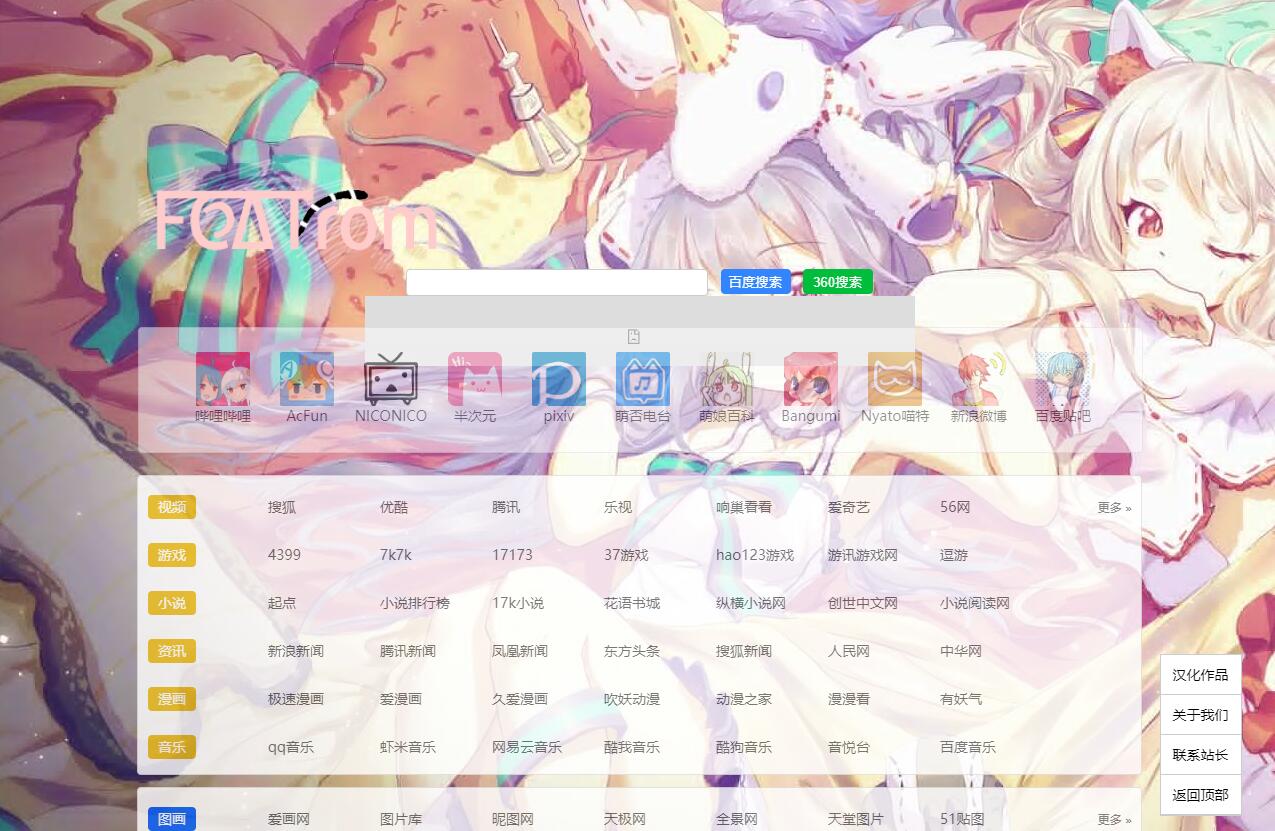 FOATrom
百度搜索 360搜索
哔哩哔哩 AcFun NICONICO 半次元 pixiv 萌否电台 萌娘百科 Bangumi Nyato喵特 新浪微博 百度贴吧
视频 搜狐 优酷 腾讯 乐视 响巢看看 爱奇艺 56网 更多 »
游戏 4399 7k7k 17173 37游戏 hao123游戏 游讯游戏网 逗游
小说 起点 小说排行榜 17k小说 花语书城 纵横小说网 创世中文网 小说阅读网
资讯 新浪新闻 腾讯新闻 凤凰新闻 东方头条 搜狐新闻 人民网 中华网
漫画 极速漫画 爱漫画 久爱漫画 吹妖动漫 动漫之家 漫漫看 有妖气
音乐 qq音乐 虾米音乐 网易云音乐 酷我音乐 酷狗音乐 音悦台 百度音乐
图画 爱画网 图片库 昵图网 天极网 全景网 天堂图片 51贴图 更多 »
汉化作品
关于我们
联系站长
返回顶部